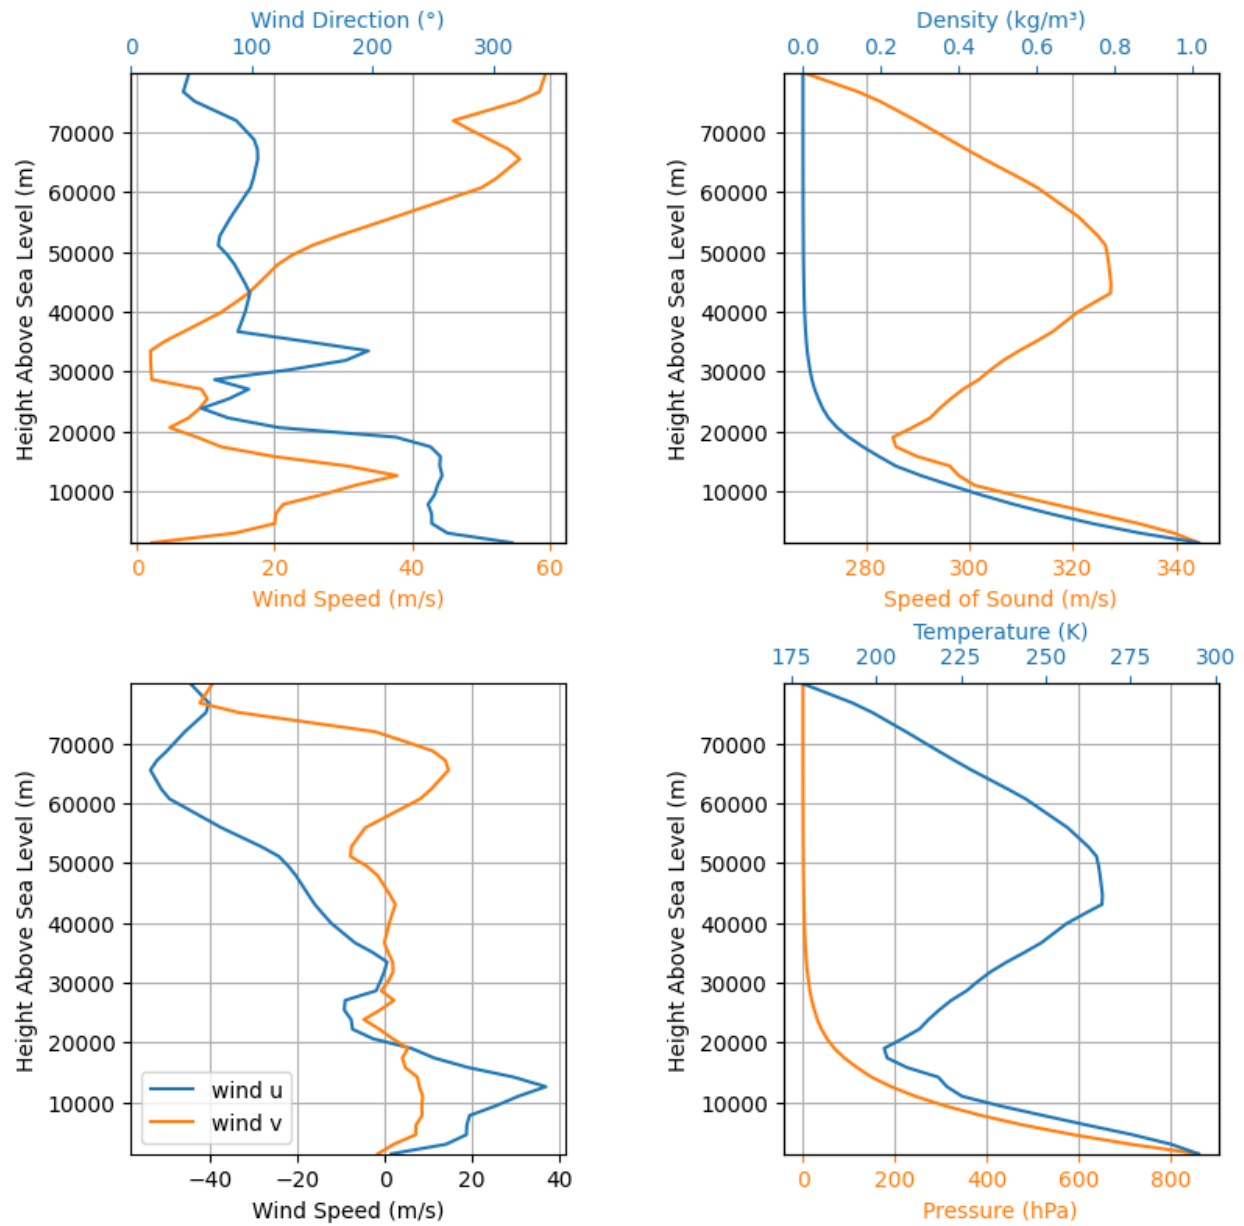 Wind Direction (°)
0 100 200 300
70000
60000
50000
40000
30000
20000
10000
Height Above Sea Level (m)
0 20 40 60
Wind Speed (m/s)
Density (kg/m³)
0.0 0.2 0.4 0.6 0.8 1.0
70000
60000
50000
40000
30000
20000
10000
Height Above Sea Level (m)
280 300 320 340
Speed of Sound (m/s)
70000
60000
50000
40000
30000
20000
10000
Height Above Sea Level (m)
wind u
wind v
−40 −20 0 20 40
Wind Speed (m/s)
Temperature (K)
175 200 225 250 275 300
70000
60000
50000
40000
30000
20000
10000
Height Above Sea Level (m)
0 200 400 600 800
Pressure (hPa)